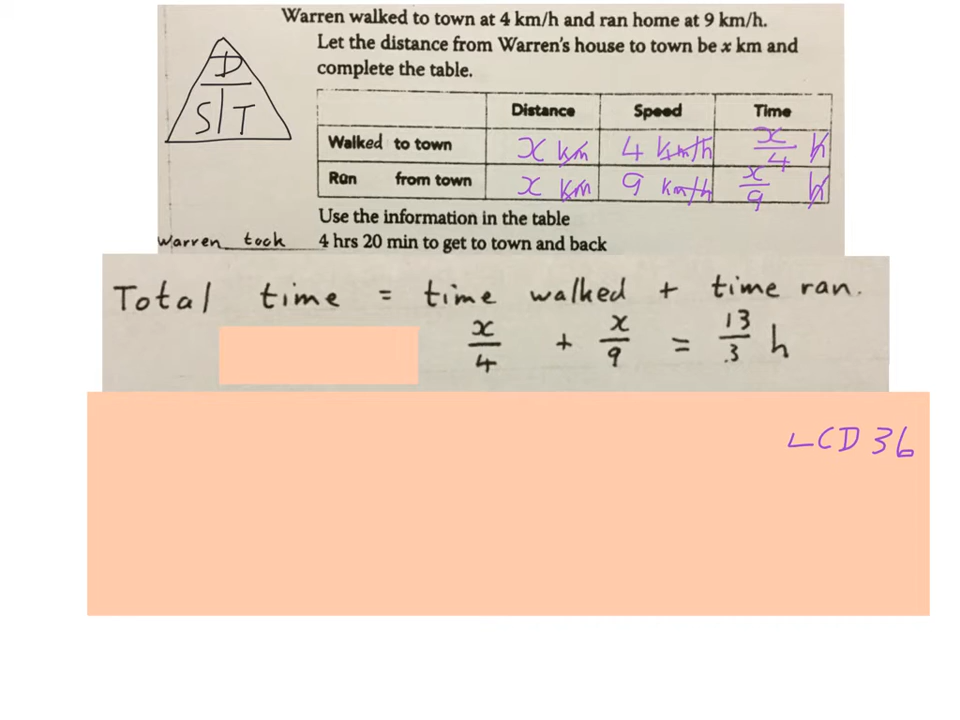 Warren walked to town at 4 km/h and ran home at 9 km/h.
Let the distance from Warren's house to town be x km and
complete the table.
D
S T
Distance Speed Time
Walked to town x km 4 km/h x/4 h
Ran from town x km 9 km/h x/9 h
Use the information in the table
Warren took 4 hrs 20 min to get to town and back
Total time = time walked + time ran.
x/4 + x/9 = 13/3 h
LCD 36